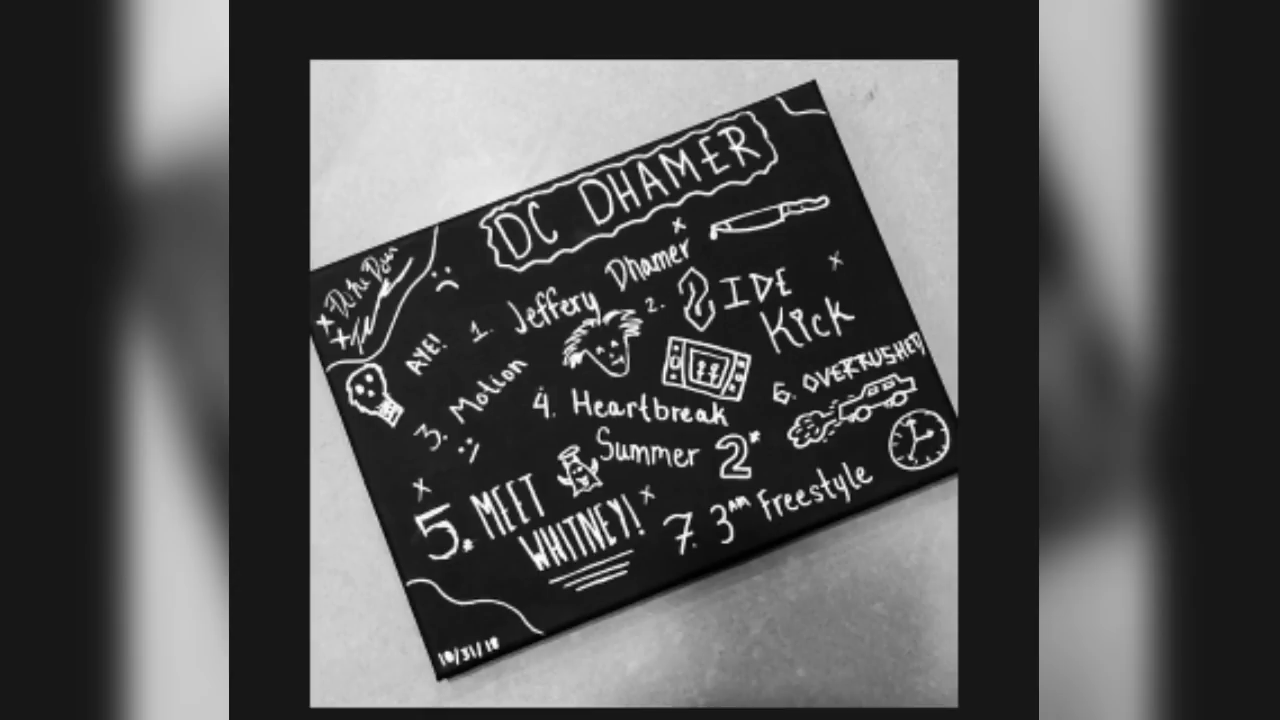 DC DHAMER
AYE!
1. Jeffery Dhamer
2. SIDE
Kick
3. Motion
4. Heartbreak
Summer 2
5. MEET
WHITNEY!
6. OVERRUSHED
7. 3AM Freestyle
10/31/18